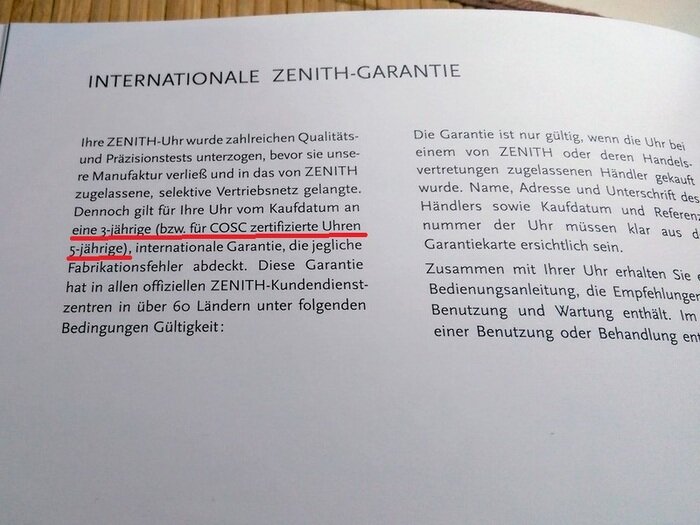 INTERNATIONALE ZENITH-GARANTIE
Ihre ZENITH-Uhr wurde zahlreichen Qualitäts-
und Präzisionstests unterzogen, bevor sie unse-
re Manufaktur verließ und in das von ZENITH
zugelassene, selektive Vertriebsnetz gelangte.
Dennoch gilt für Ihre Uhr vom Kaufdatum an
eine 3-jährige (bzw. für COSC zertifizierte Uhren
5-jährige), internationale Garantie, die jegliche
Fabrikationsfehler abdeckt. Diese Garantie
hat in allen offiziellen ZENITH-Kundendienst-
zentren in über 60 Ländern unter folgenden
Bedingungen Gültigkeit:
Die Garantie ist nur gültig, wenn die Uhr bei
einem von ZENITH oder deren Handels-
vertretungen zugelassenen Händler gekauft
wurde. Name, Adresse und Unterschrift des
Händlers sowie Kaufdatum und Referenz
nummer der Uhr müssen klar aus d
Garantiekarte ersichtlich sein.
Zusammen mit Ihrer Uhr erhalten Sie
Bedienungsanleitung, die Empfehlungen
Benutzung und Wartung enthält. Im
einer Benutzung oder Behandlung ent